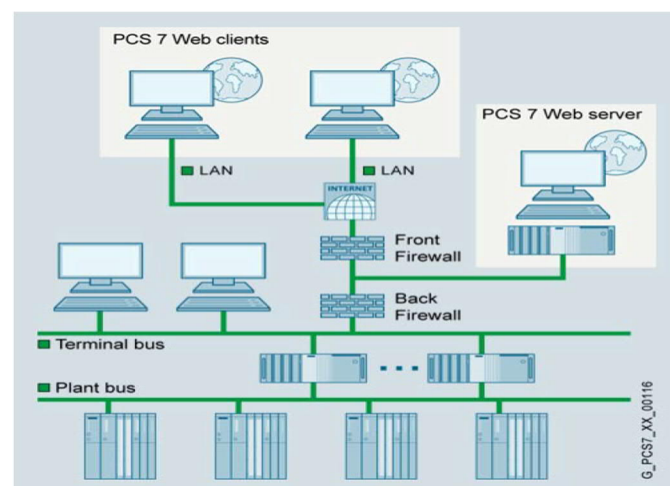 PCS 7 Web clients
PCS 7 Web server
LAN
LAN
INTERNET
Front
Firewall
Back
Firewall
Terminal bus
Plant bus
G_PCS7_XX_00116